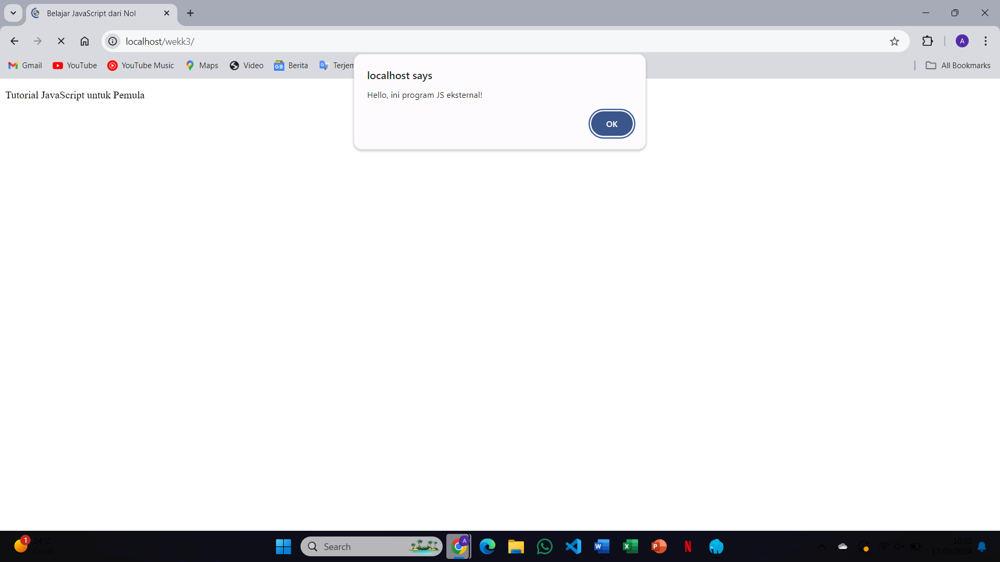 Belajar JavaScript dari Nol
localhost/wekk3/
A
Gmail
YouTube
YouTube Music
Maps
Video
Berita
Terjem
All Bookmarks
localhost says
Hello, ini program JS eksternal!
OK
Tutorial JavaScript untuk Pemula
1
24°C
Cerah
Search
A
10:33
17/09/2024